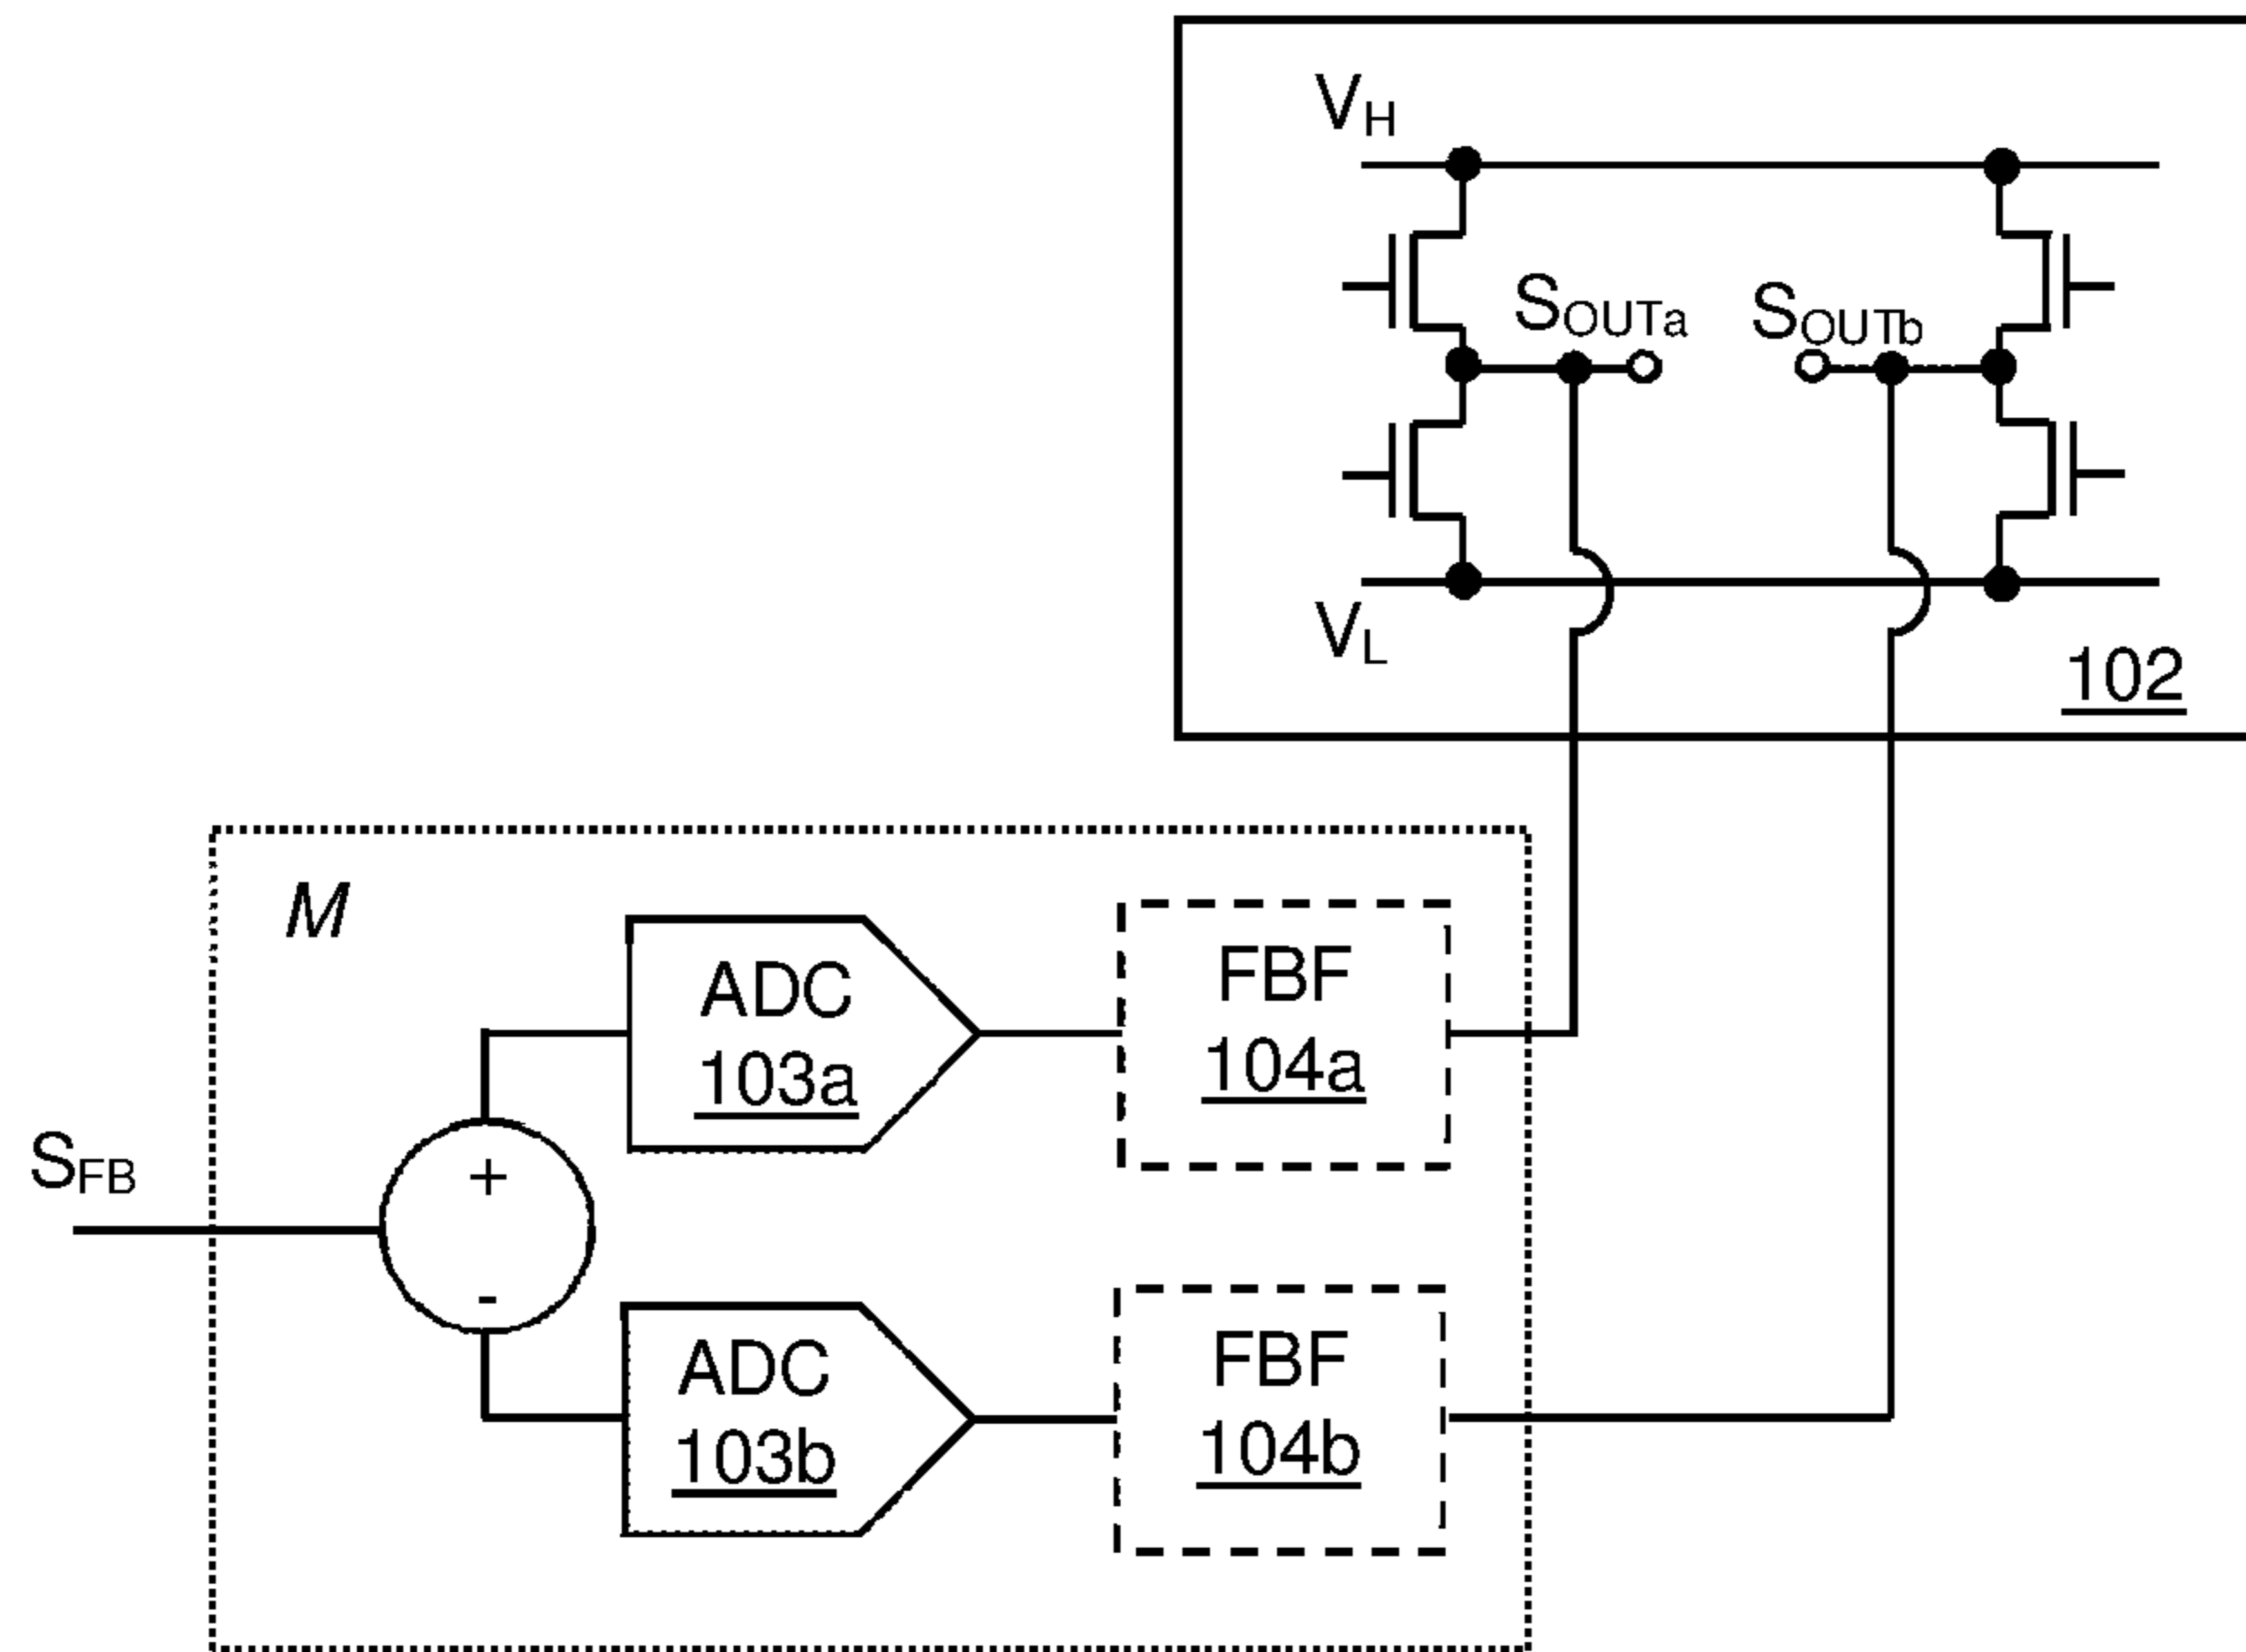 VH
SOUTa
SOUTb
VL
102
M
ADC
103a
FBF
104a
SFB
+
-
ADC
103b
FBF
104b